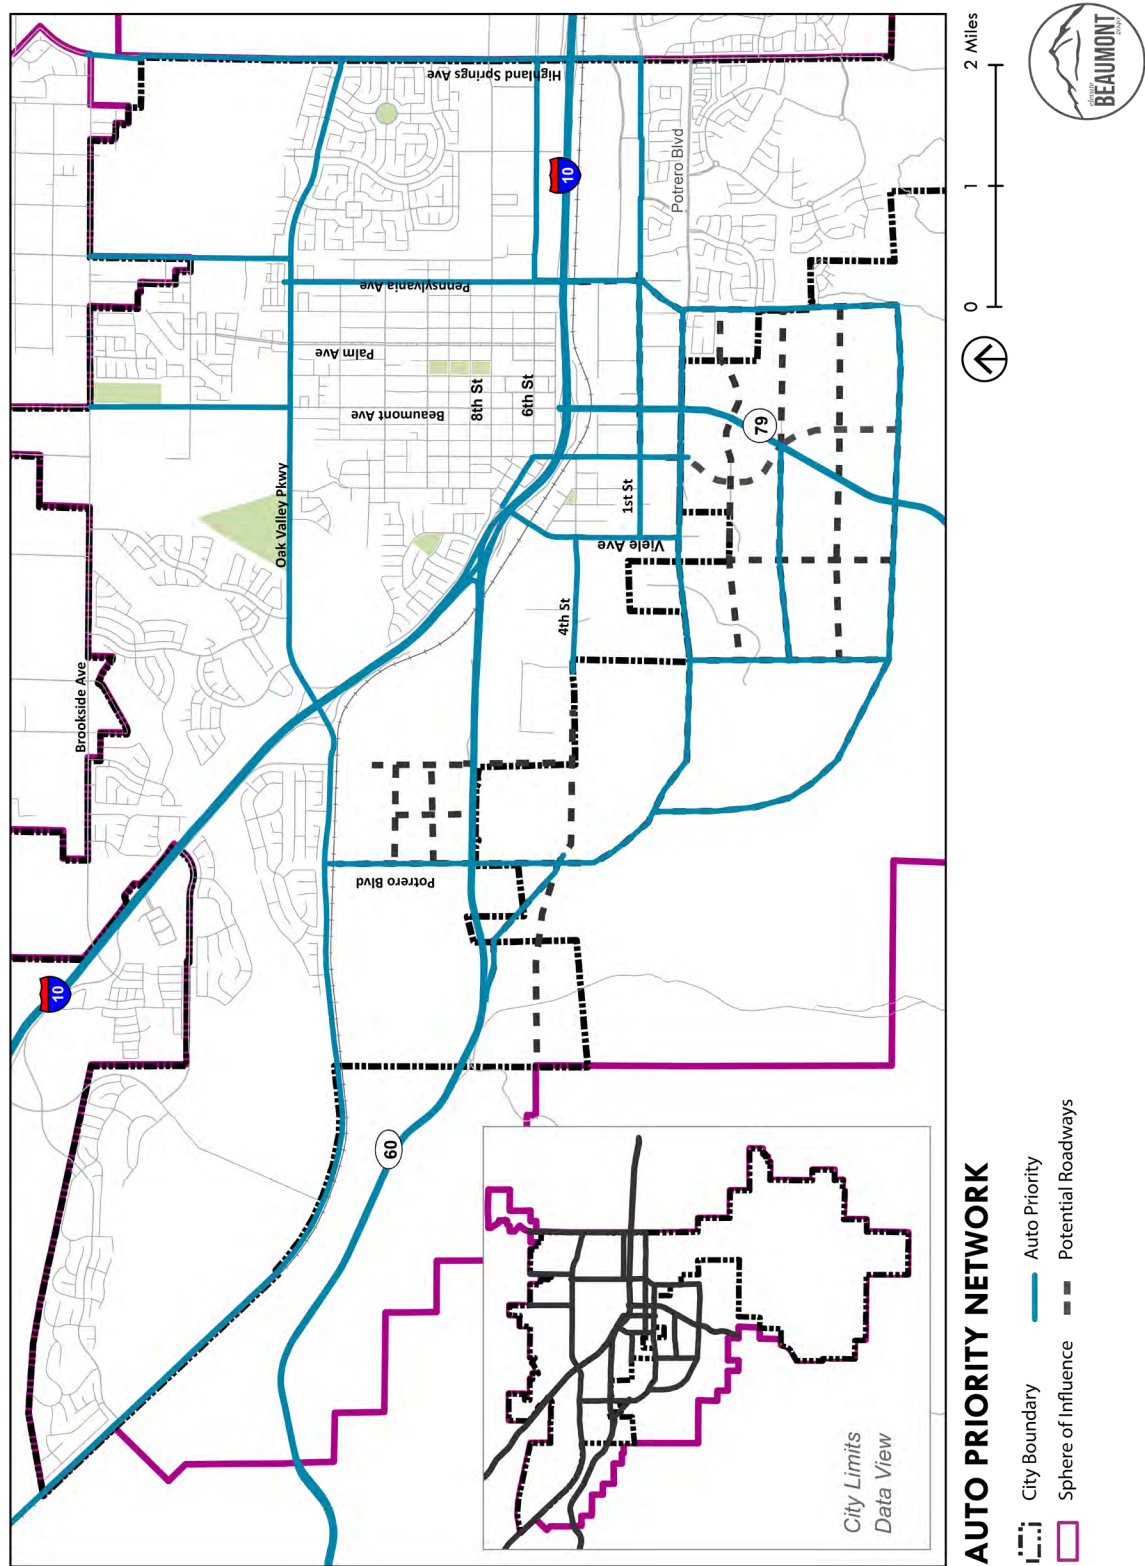 Brookside Ave
Oak Valley Pkwy
Highland Springs Ave
Pennsylvania Ave
Palm Ave
Beaumont Ave
8th St
6th St
1st St
4th St
Viele Ave
Potrero Blvd
Potrero Blvd
10
10
60
79
City Limits
Data View
AUTO PRIORITY NETWORK
City Boundary
Auto Priority
Sphere of Influence
Potential Roadways
0 1 2 Miles
elevate
BEAUMONT
2040